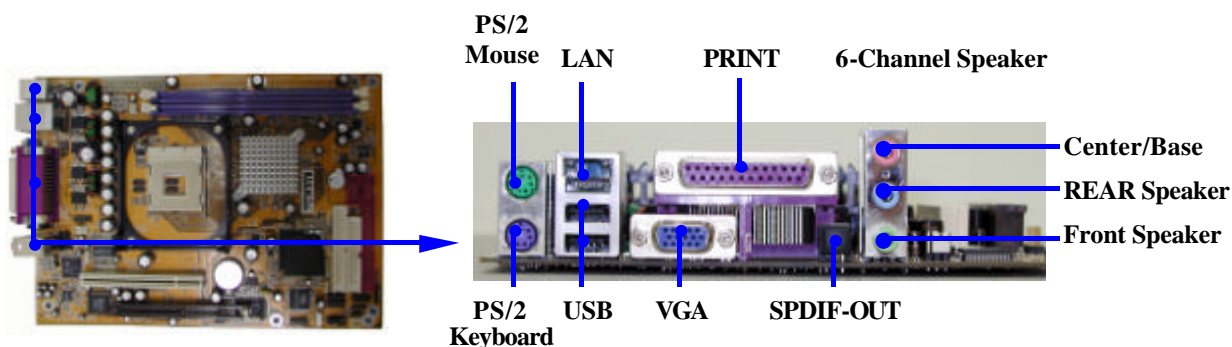 PS/2
Mouse
LAN
PRINT
6-Channel Speaker
Center/Base
REAR Speaker
Front Speaker
PS/2
Keyboard
USB
VGA
SPDIF-OUT